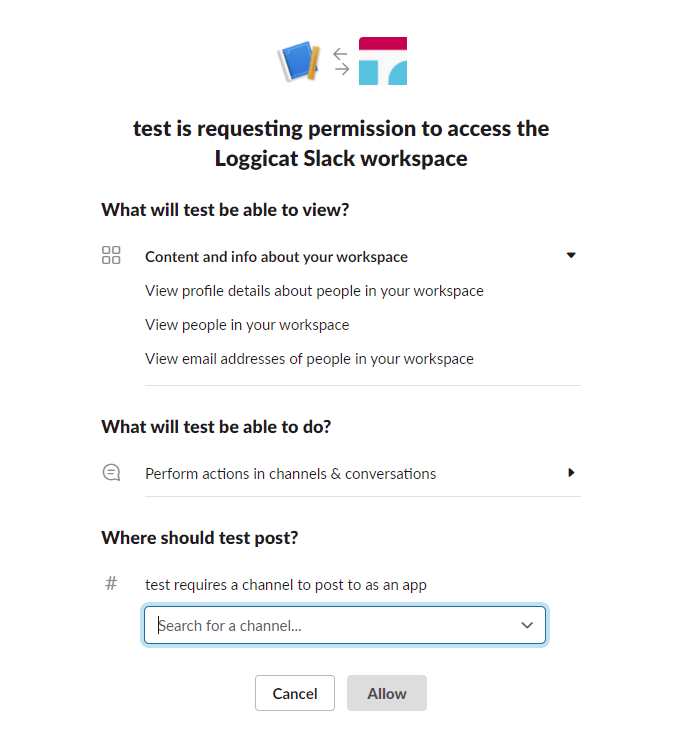 test is requesting permission to access the
Loggicat Slack workspace
What will test be able to view?
Content and info about your workspace
View profile details about people in your workspace
View people in your workspace
View email addresses of people in your workspace
What will test be able to do?
Perform actions in channels & conversations
Where should test post?
# test requires a channel to post to as an app
Search for a channel...
Cancel Allow